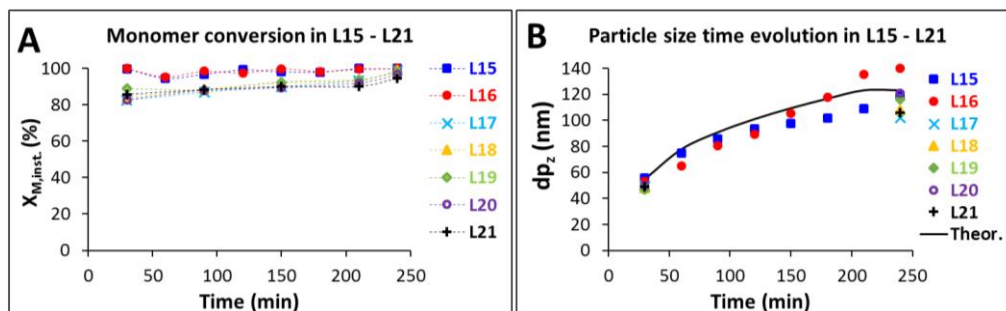 A
Monomer conversion in L15 - L21
X_M,inst. (%)
100
80
60
40
20
0
0
50
100
150
200
250
Time (min)
L15
L16
L17
L18
L19
L20
L21
B
Particle size time evolution in L15 - L21
dp_z (nm)
140
120
100
80
60
40
20
0
0
50
100
150
200
250
Time (min)
L15
L16
L17
L18
L19
L20
L21
Theor.